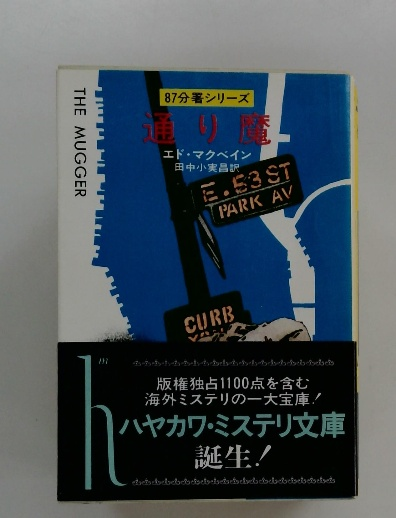 THE MUGGER
87分署シリーズ
通り魔
エド・マクベイン
田中小実昌訳
E.53 ST
PARK AV
CURB
hm
版権独占1100点を含む
海外ミステリの一大宝庫!
ハヤカワ・ミステリ文庫
誕生!